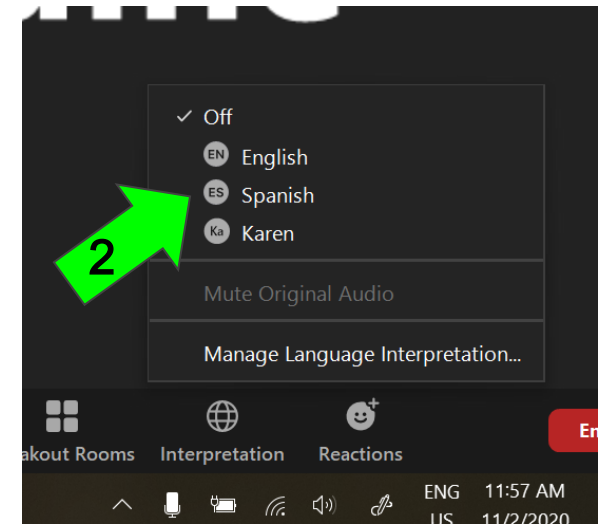 ✓ Off
EN English
ES Spanish
Ka Karen
2
Mute Original Audio
Manage Language Interpretation...
akout Rooms Interpretation Reactions En
ENG 11:57 AM
US 11/2/2020